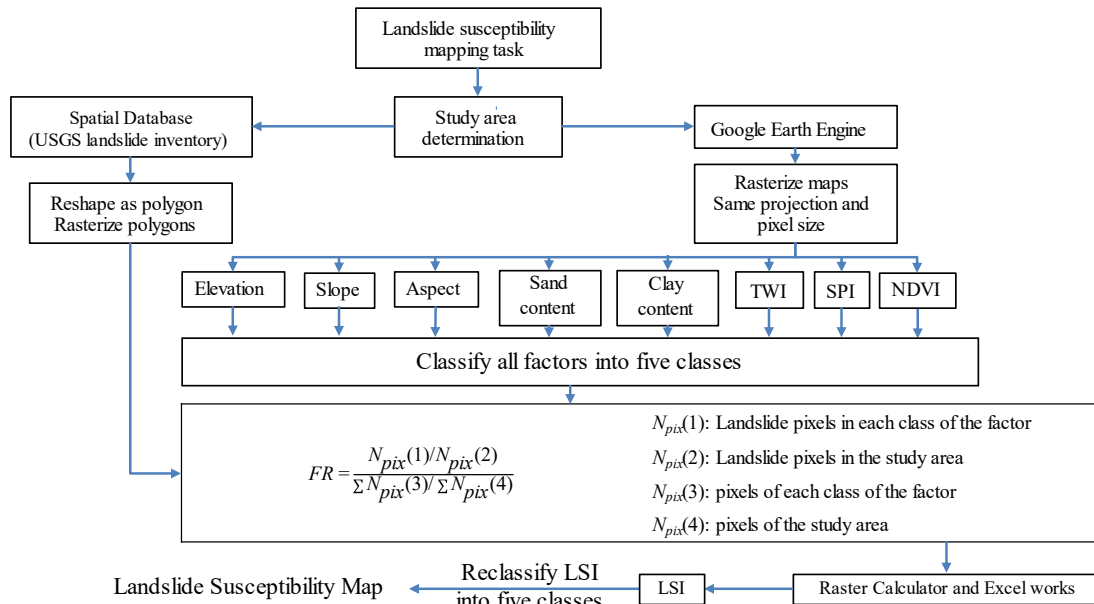 Landslide susceptibility
mapping task
Spatial Database
(USGS landslide inventory)
Study area
determination
Google Earth Engine
Reshape as polygon
Rasterize polygons
Rasterize maps
Same projection and
pixel size
Elevation
Slope
Aspect
Sand
content
Clay
content
TWI
SPI
NDVI
Classify all factors into five classes
FR = N_pix(1)/N_pix(2)
Σ N_pix(3)/ Σ N_pix(4)
N_pix(1): Landslide pixels in each class of the factor
N_pix(2): Landslide pixels in the study area
N_pix(3): pixels of each class of the factor
N_pix(4): pixels of the study area
Landslide Susceptibility Map
Reclassify LSI
into five classes
LSI
Raster Calculator and Excel works